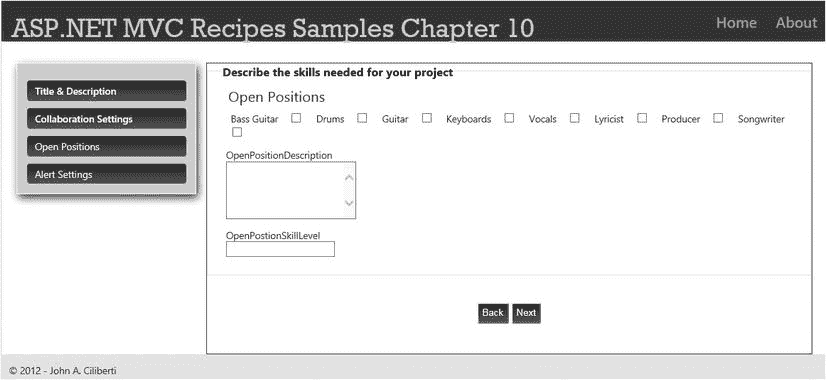 ASP.NET MVC Recipes Samples Chapter 10
Home About
Title & Description
Collaboration Settings
Open Positions
Alert Settings
Describe the skills needed for your project
Open Positions
Bass Guitar Drums Guitar Keyboards Vocals Lyricist Producer Songwriter
OpenPositionDescription
OpenPostionSkillLevel
Back Next
© 2012 - John A. Ciliberti